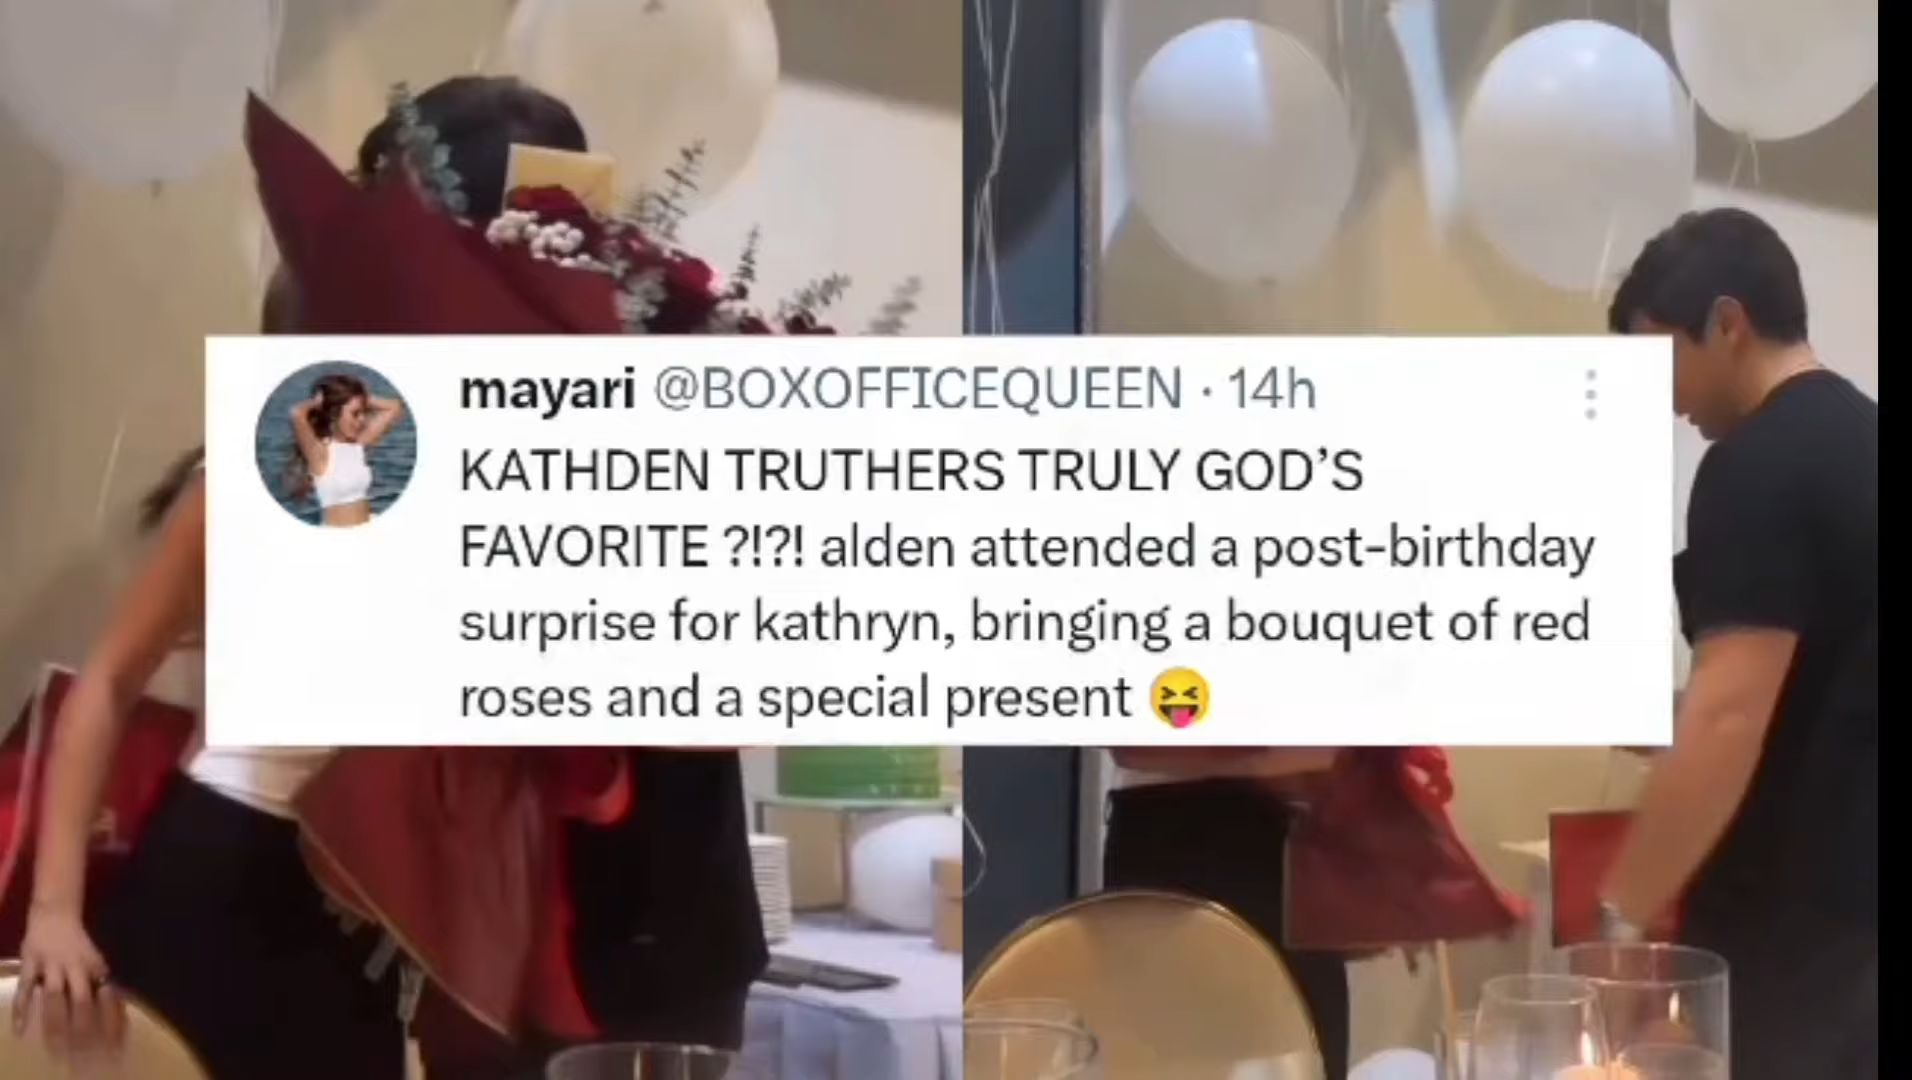 mayari @BOXOFFICEQUEEN · 14h
KATHDEN TRUTHERS TRULY GOD’S
FAVORITE ?!?! alden attended a post-birthday
surprise for kathryn, bringing a bouquet of red
roses and a special present 😝